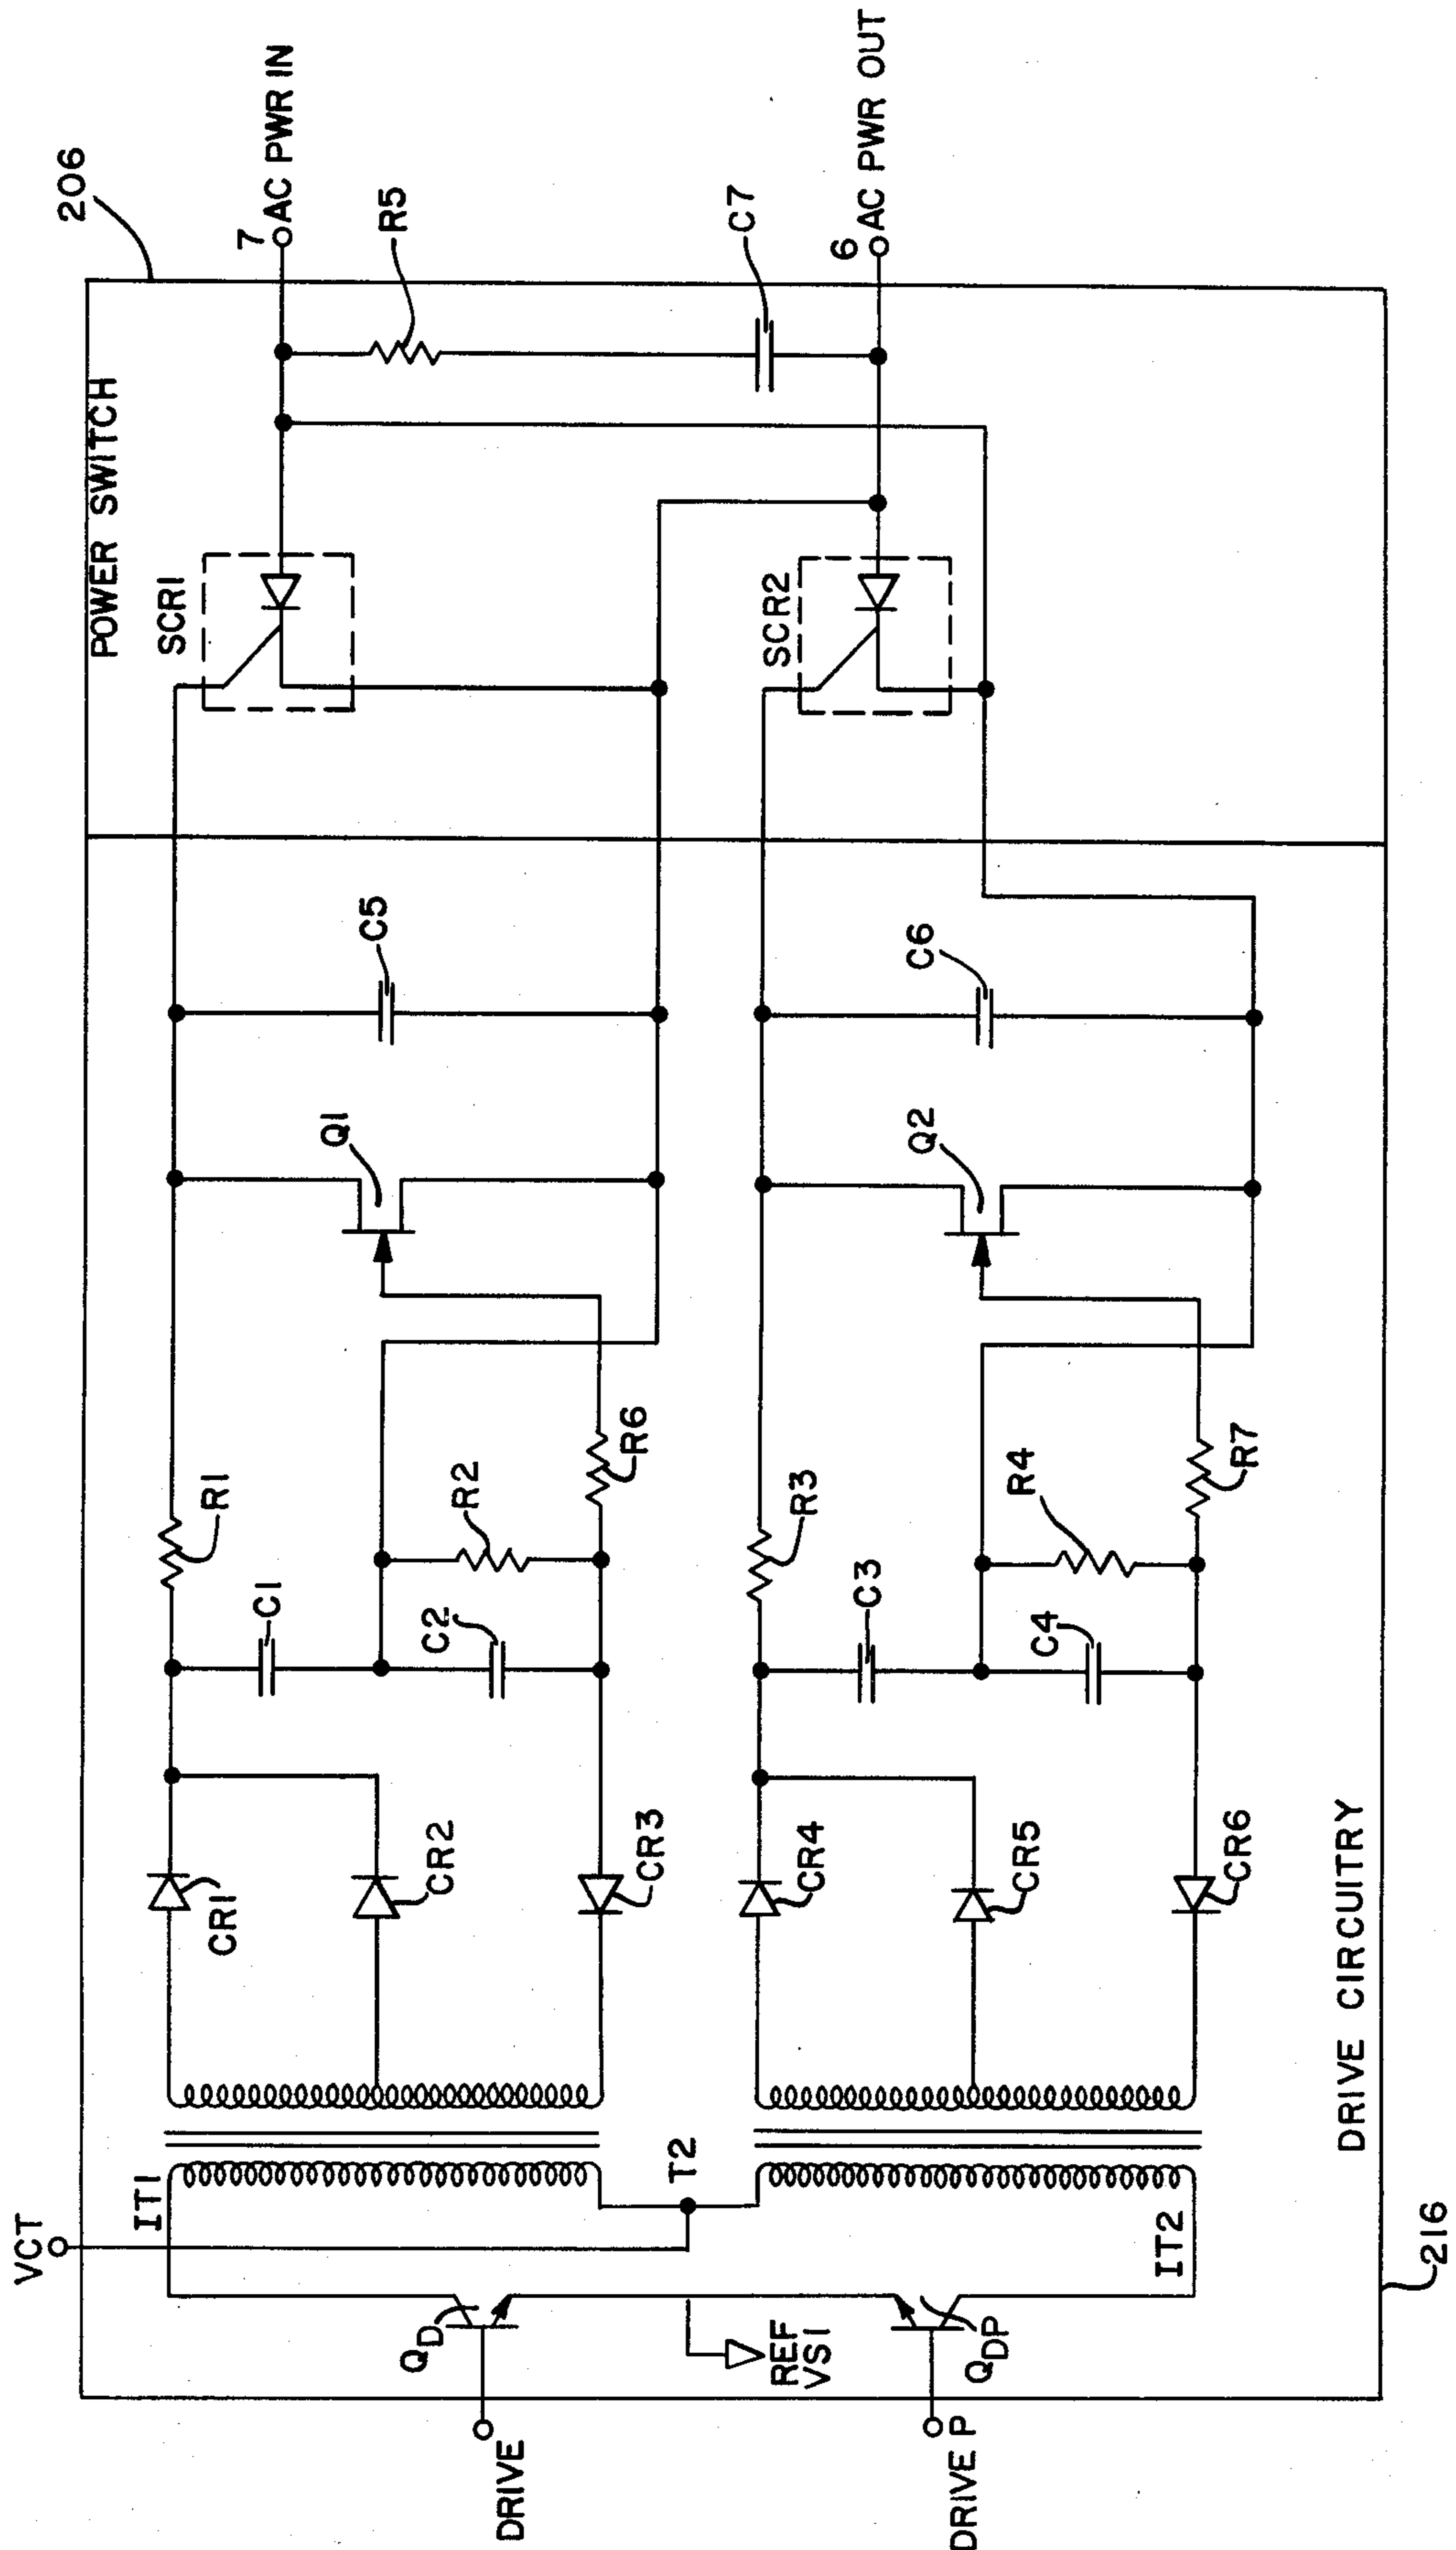 206
POWER SWITCH
7
AC PWR IN
R5
C7
6
AC PWR OUT
SCR1
SCR2
C5
C6
Q1
Q2
R1
C1
R2
C2
R6
R3
C3
R4
C4
R7
CR1
CR2
CR3
CR4
CR5
CR6
DRIVE CIRCUITRY
IT1
T2
IT2
VCT
QD
REF
VS1
QDP
DRIVE
DRIVE P
216